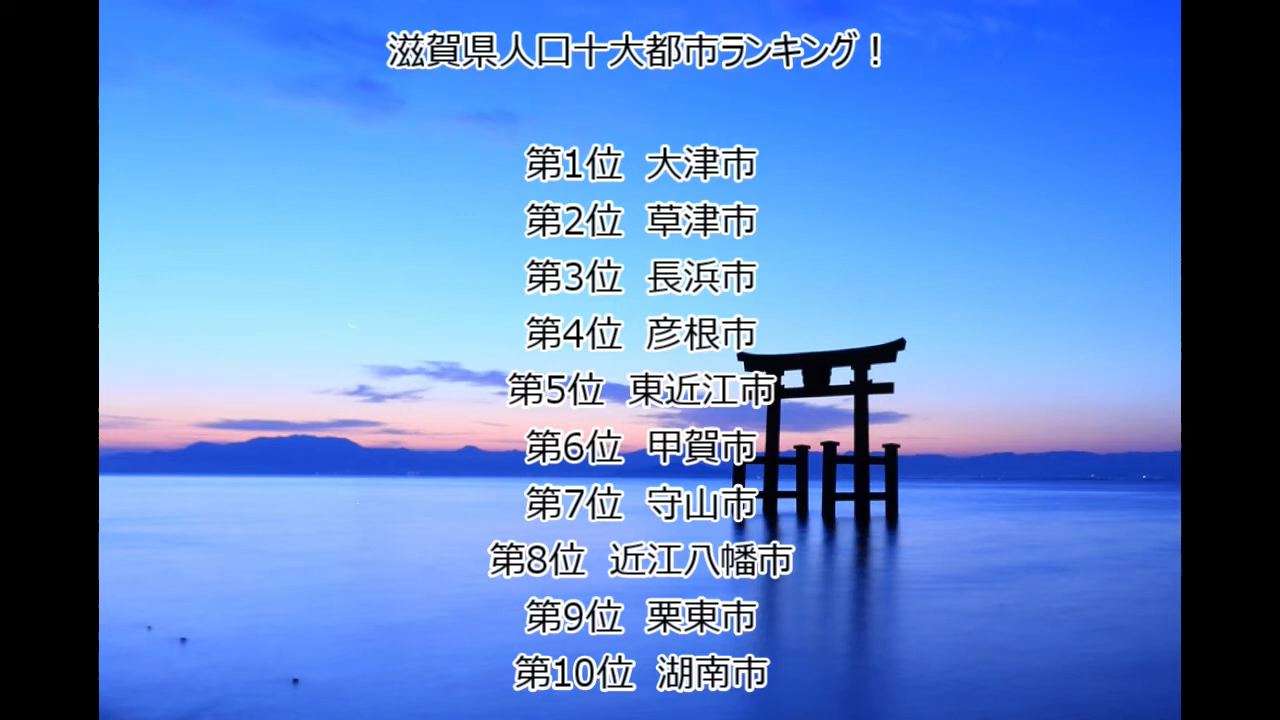 滋賀県人口十大都市ランキング！
第1位　大津市
第2位　草津市
第3位　長浜市
第4位　彦根市
第5位　東近江市
第6位　甲賀市
第7位　守山市
第8位　近江八幡市
第9位　栗東市
第10位　湖南市